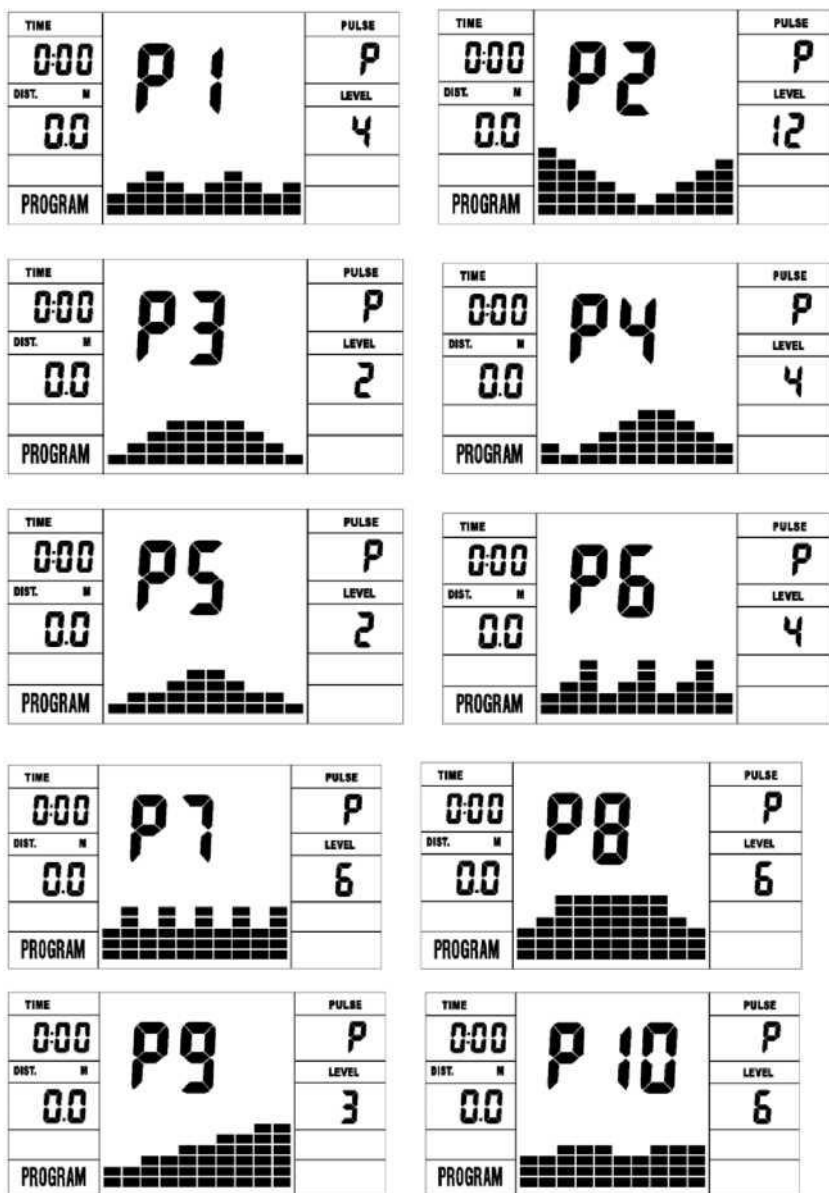 TIME PULSE
0:00 P1 P
DIST. M LEVEL
0.0 4
PROGRAM
TIME PULSE
0:00 P2 P
DIST. M LEVEL
0.0 12
PROGRAM
TIME PULSE
0:00 P3 P
DIST. M LEVEL
0.0 2
PROGRAM
TIME PULSE
0:00 P4 P
DIST. M LEVEL
0.0 4
PROGRAM
TIME PULSE
0:00 P5 P
DIST. M LEVEL
0.0 2
PROGRAM
TIME PULSE
0:00 P6 P
DIST. M LEVEL
0.0 4
PROGRAM
TIME PULSE
0:00 P7 P
DIST. M LEVEL
0.0 6
PROGRAM
TIME PULSE
0:00 P8 P
DIST. M LEVEL
0.0 6
PROGRAM
TIME PULSE
0:00 P9 P
DIST. M LEVEL
0.0 3
PROGRAM
TIME PULSE
0:00 P10 P
DIST. M LEVEL
0.0 6
PROGRAM